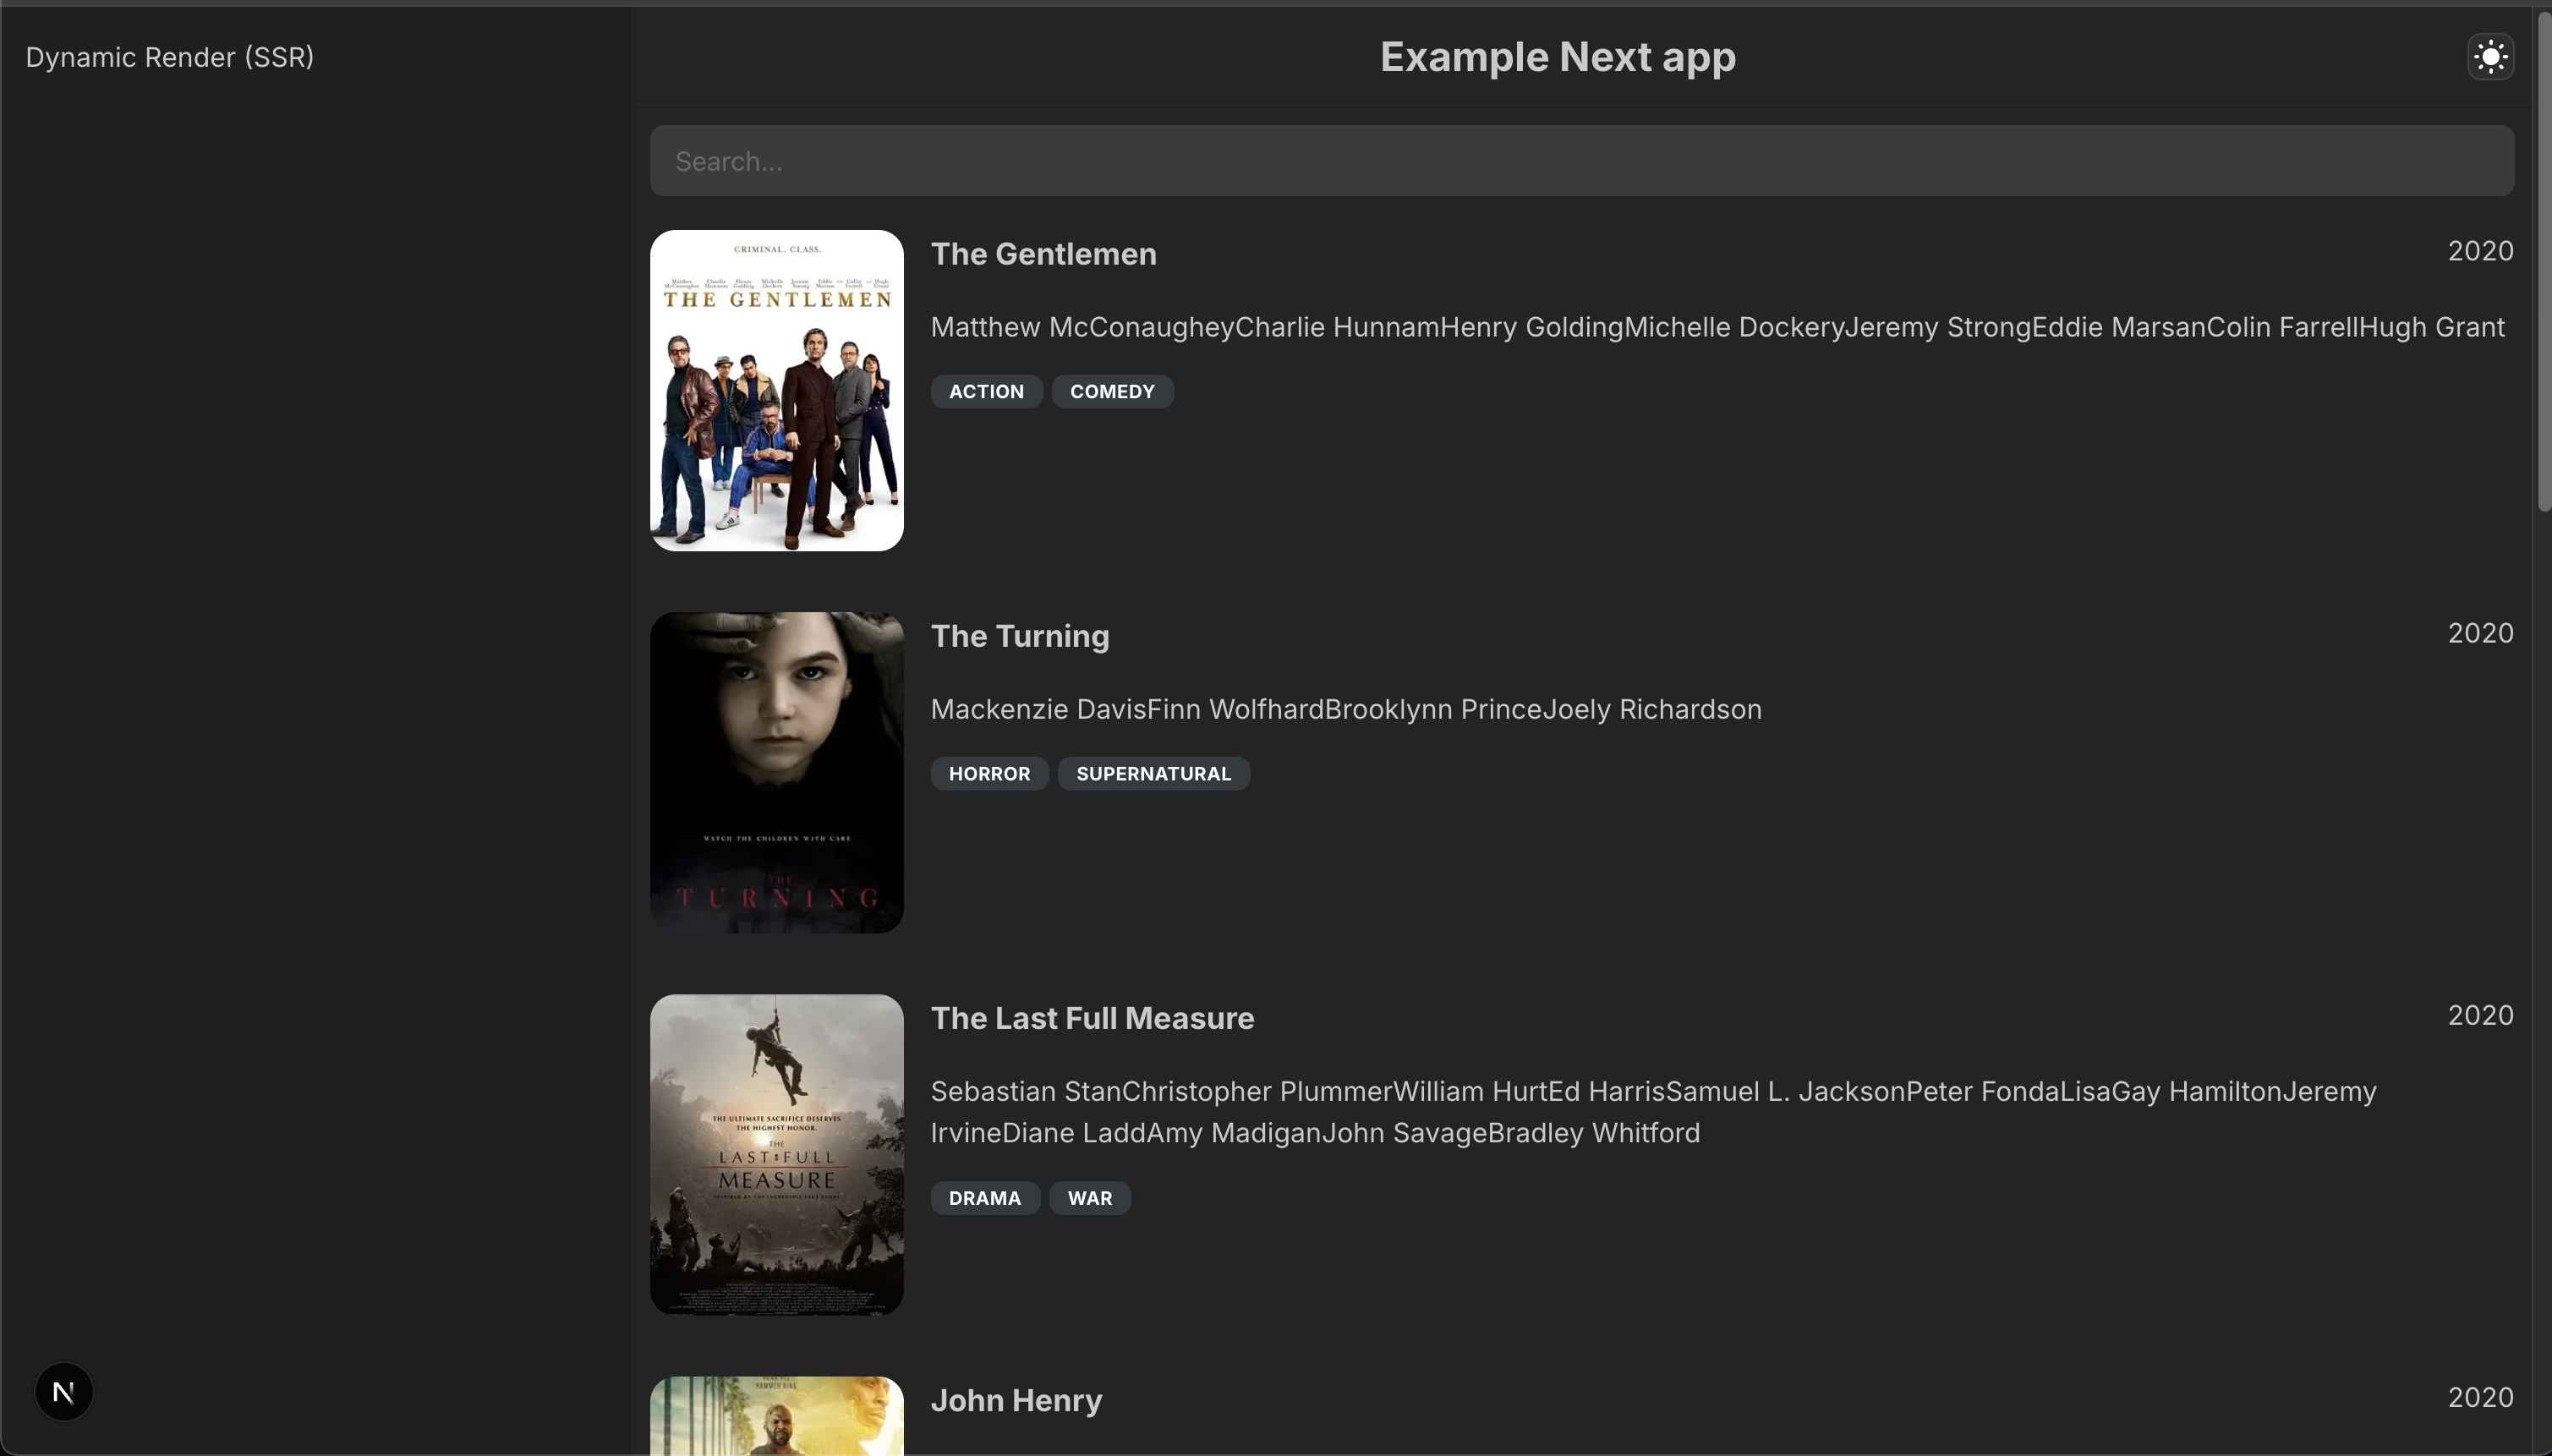 Dynamic Render (SSR)
Example Next app
Search...
CRIMINAL. CLASS.
THE GENTLEMEN
The Gentlemen
2020
Matthew McConaugheyCharlie HunnamHenry GoldingMichelle DockeryJeremy StrongEddie MarsanColin FarrellHugh Grant
ACTION
COMEDY
WATCH THE CHILDREN WITH CARE
THE
TURNING
The Turning
2020
Mackenzie DavisFinn WolfhardBrooklynn PrinceJoely Richardson
HORROR
SUPERNATURAL
THE ULTIMATE SACRIFICE DESERVES
THE HIGHEST HONOR.
THE
LAST FULL
MEASURE
The Last Full Measure
2020
Sebastian StanChristopher PlummerWilliam HurtEd HarrisSamuel L. JacksonPeter FondaLisaGay HamiltonJeremy
IrvineDiane LaddAmy MadiganJohn SavageBradley Whitford
DRAMA
WAR
HAMMER RING
John Henry
2020
N